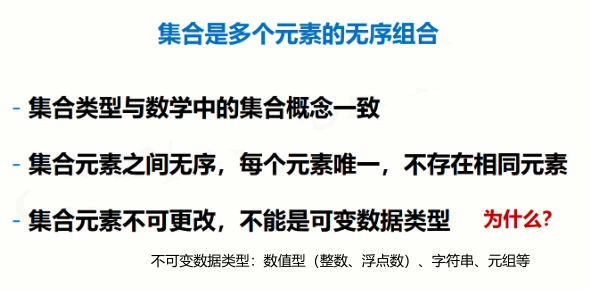 集合是多个元素的无序组合
- 集合类型与数学中的集合概念一致
- 集合元素之间无序，每个元素唯一，不存在相同元素
- 集合元素不可更改，不能是可变数据类型 为什么？
不可变数据类型：数值型（整数、浮点数）、字符串、元组等